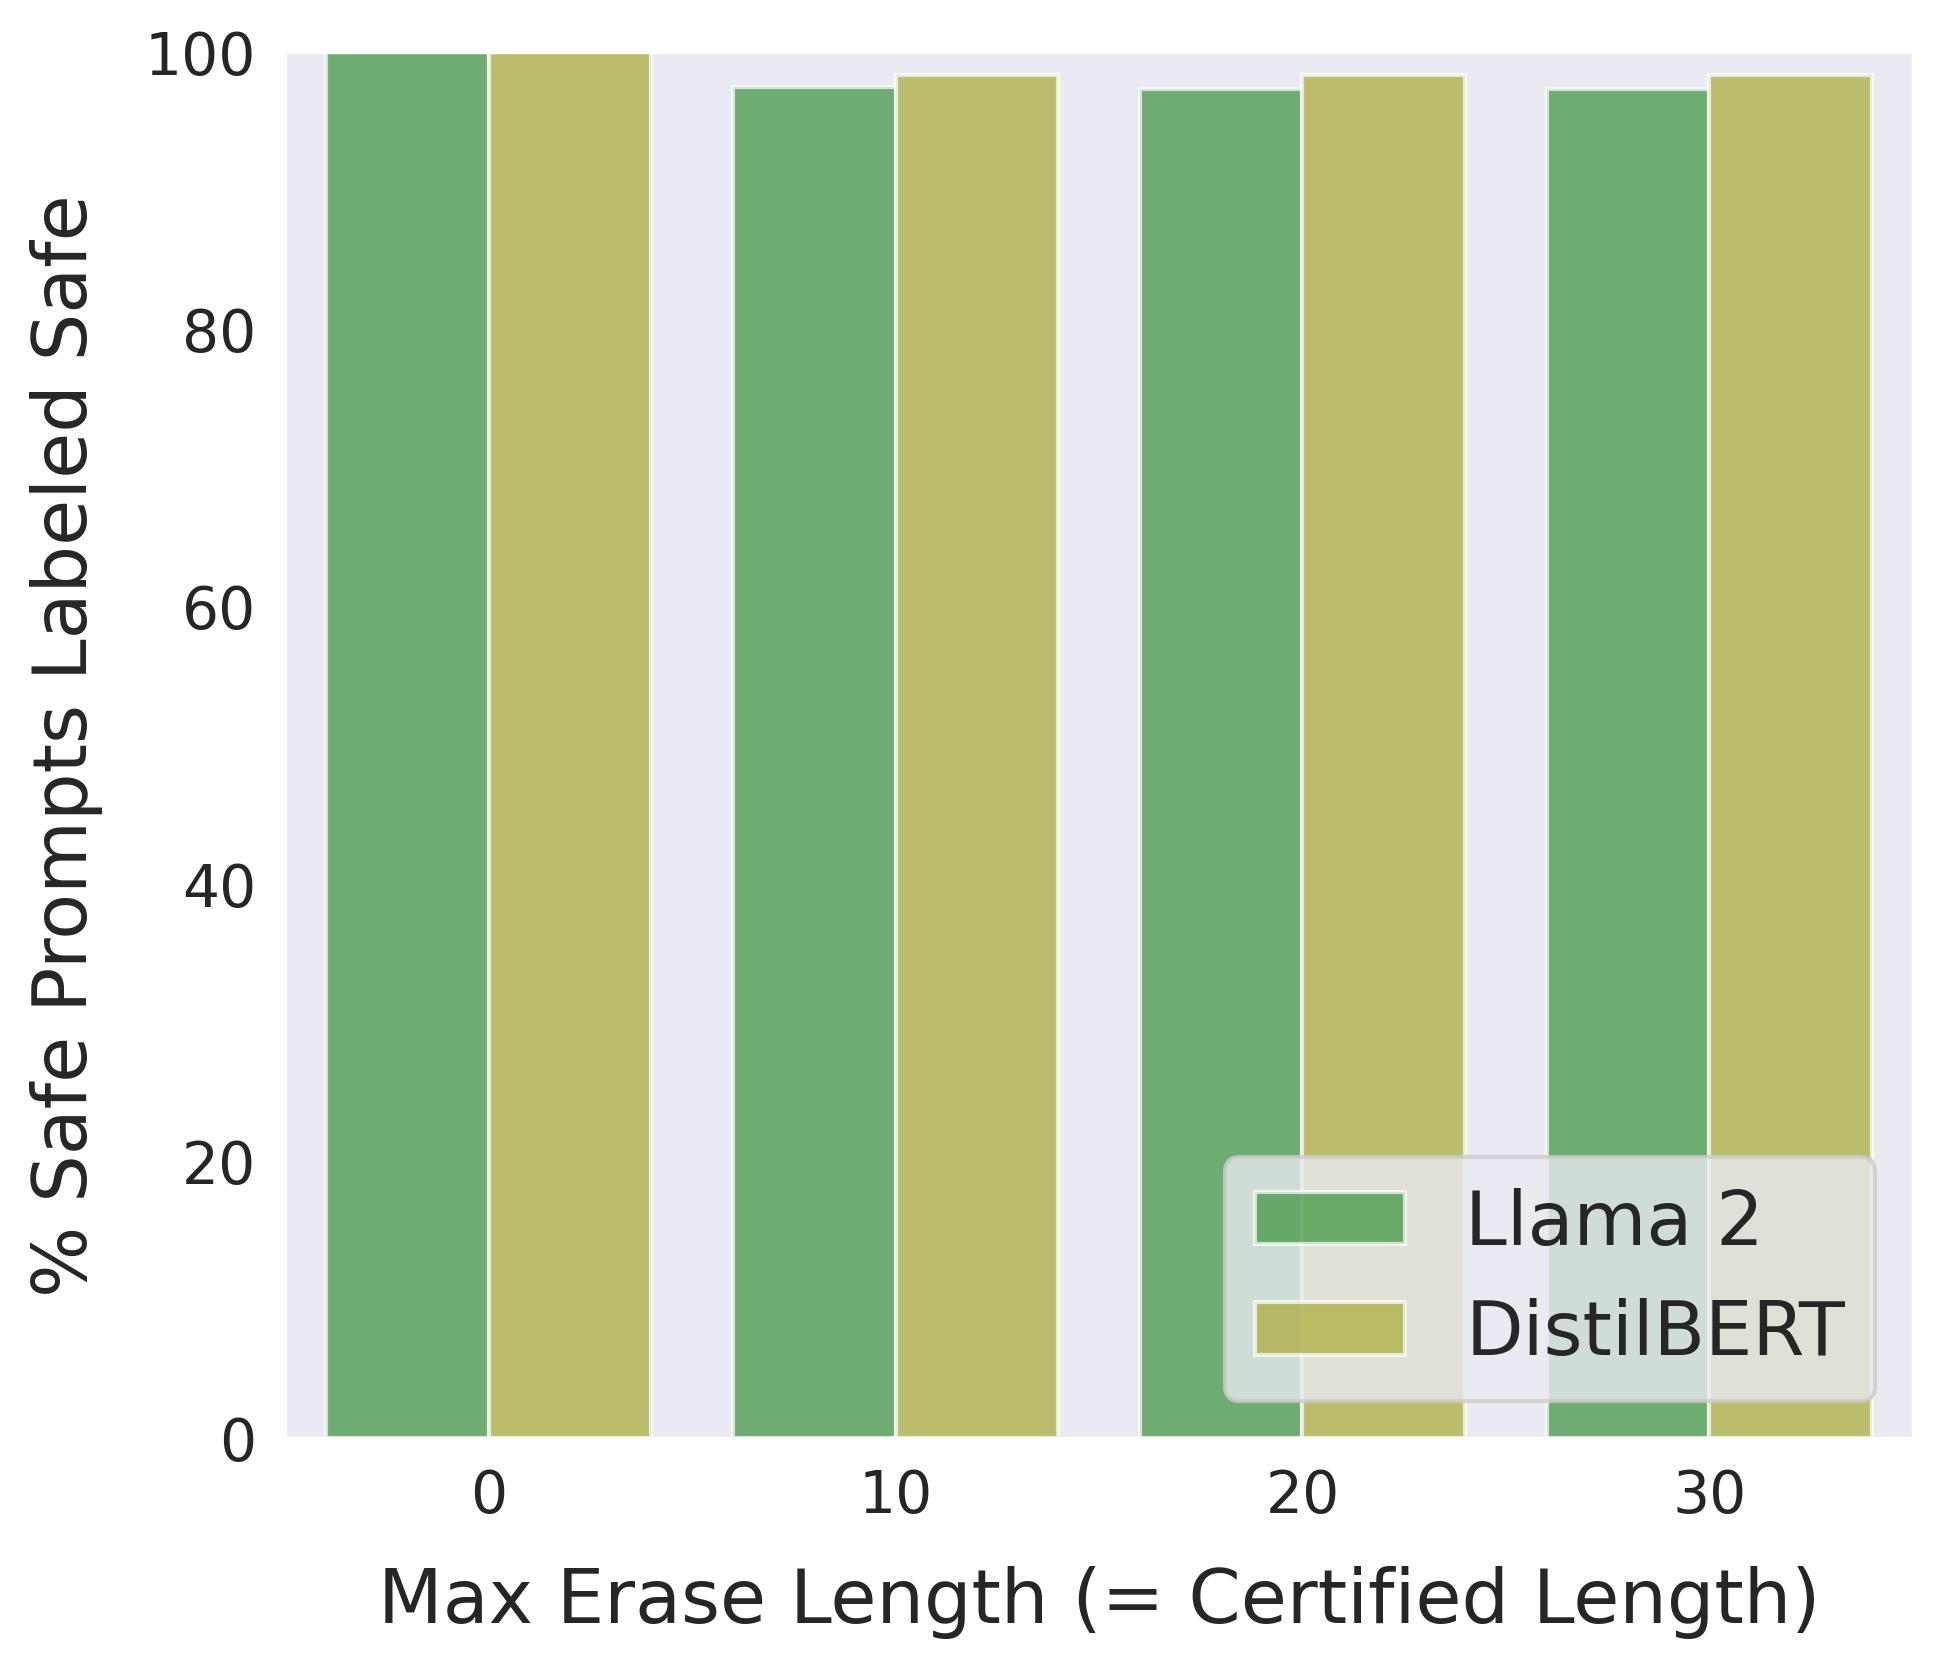 % Safe Prompts Labeled Safe
100
80
60
40
20
0
0 10 20 30
Max Erase Length (= Certified Length)
Llama 2
DistilBERT